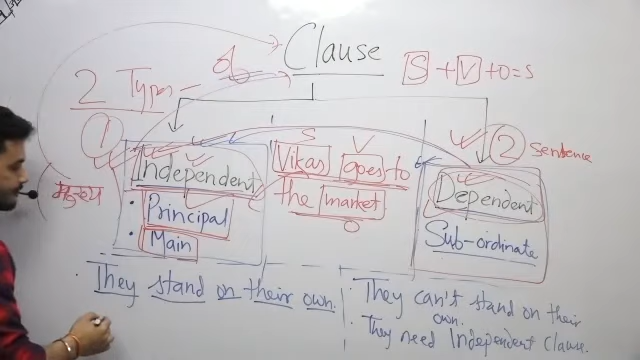 Clause
S + V + O = S
2 Types -
of
1
2 sentence
S V
Independent
Vikas goes to
the market
O
Dependent
मुख्य
• Principal
• Main
Sub-ordinate
• They stand on their own.
• They can't stand on their
own.
• They need Independent Clause.